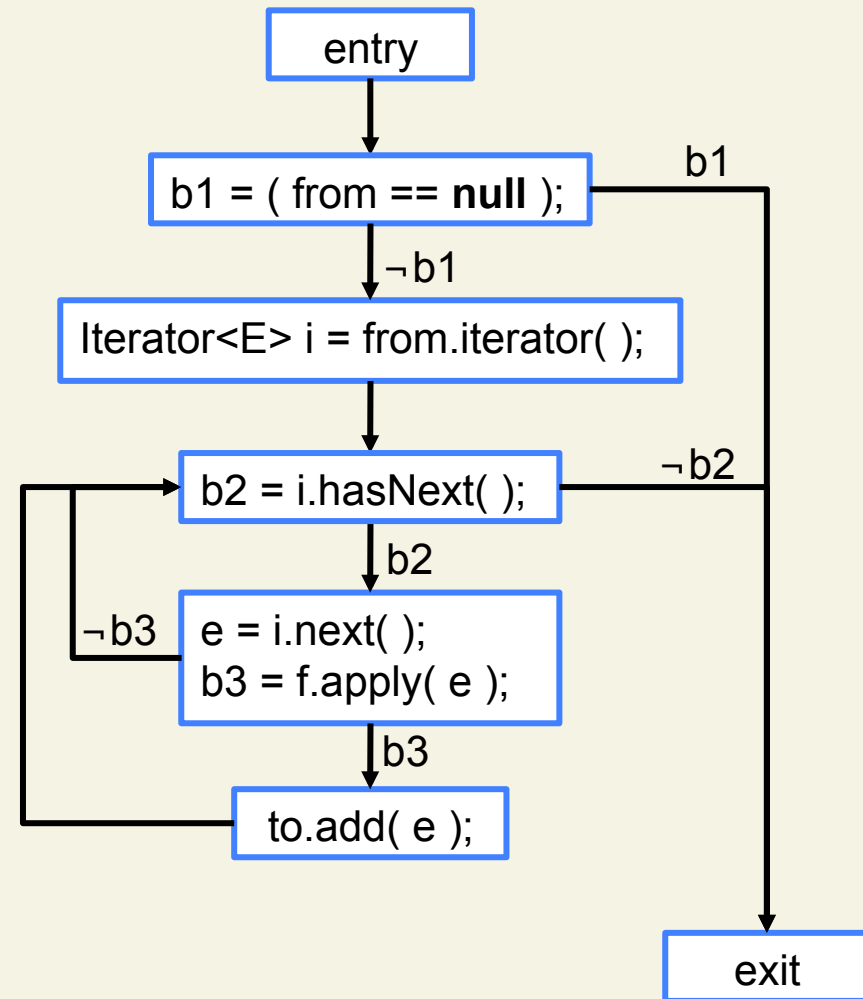 entry
b1
b1 = ( from == null );
¬b1
Iterator<E> i = from.iterator( );
¬b2
b2 = i.hasNext( );
b2
¬b3
e = i.next( );
b3 = f.apply( e );
b3
to.add( e );
exit